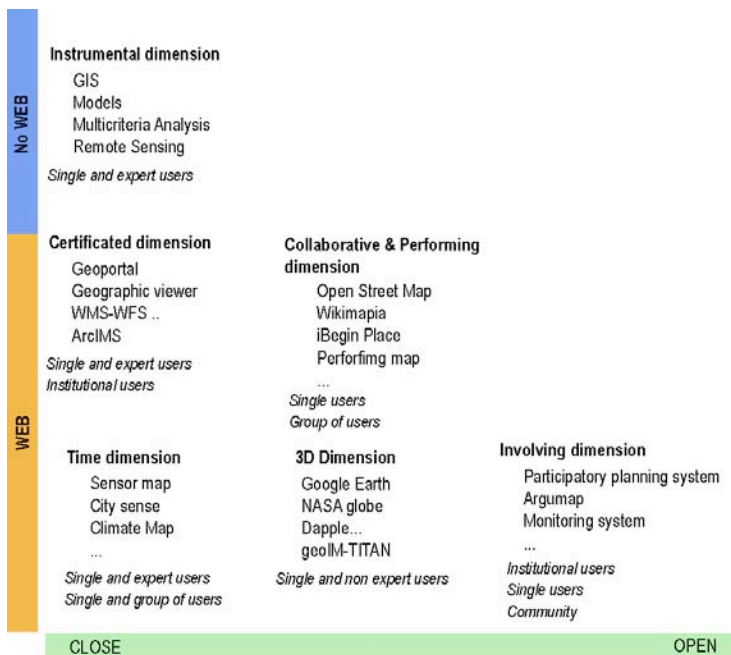 No WEB
Instrumental dimension
GIS
Models
Multicriteria Analysis
Remote Sensing
Single and expert users
WEB
Certificated dimension
Geoportal
Geographic viewer
WMS-WFS ..
ArcIMS
Single and expert users
Institutional users
Collaborative & Performing
dimension
Open Street Map
Wikimapia
iBegin Place
Perforfimg map
...
Single users
Group of users
Time dimension
Sensor map
City sense
Climate Map
...
Single and expert users
Single and group of users
3D Dimension
Google Earth
NASA globe
Dapple...
geoIM-TITAN
Single and non expert users
Involving dimension
Participatory planning system
Argumap
Monitoring system
...
Institutional users
Single users
Community
CLOSE
OPEN